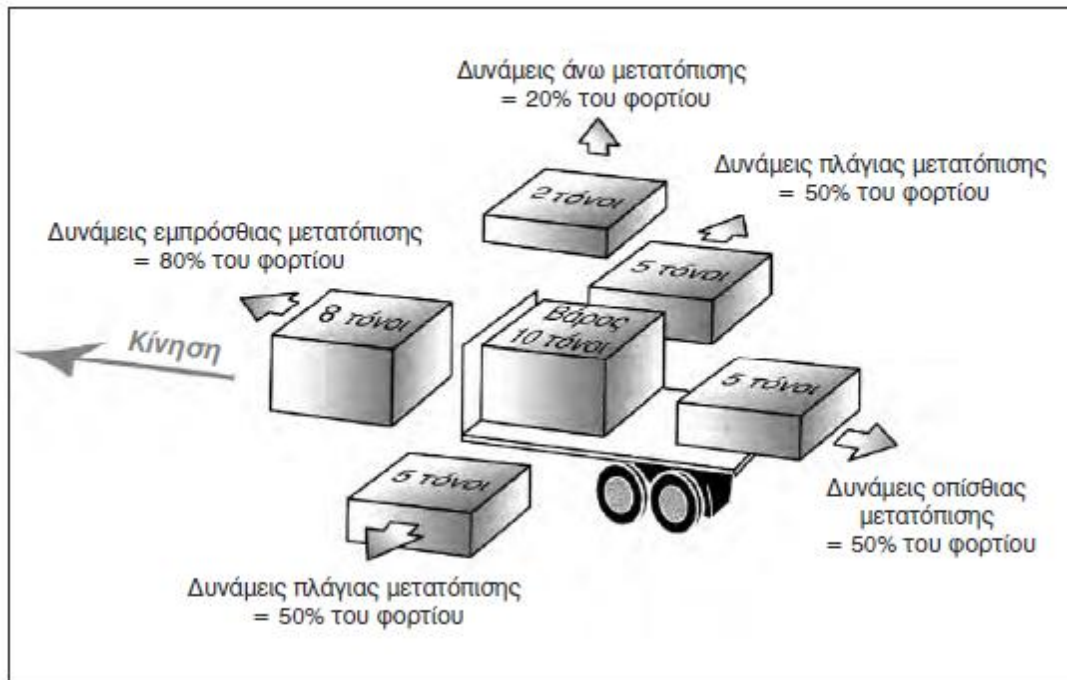 Δυνάμεις άνω μετατόπισης
= 20% του φορτίου
Δυνάμεις πλάγιας μετατόπισης
= 50% του φορτίου
2 τόνοι
Δυνάμεις εμπρόσθιας μετατόπισης
= 80% του φορτίου
5 τόνοι
8 τόνοι
Βάρος
10 τόνοι
Κίνηση
5 τόνοι
5 τόνοι
Δυνάμεις οπίσθιας
μετατόπισης
= 50% του φορτίου
Δυνάμεις πλάγιας μετατόπισης
= 50% του φορτίου